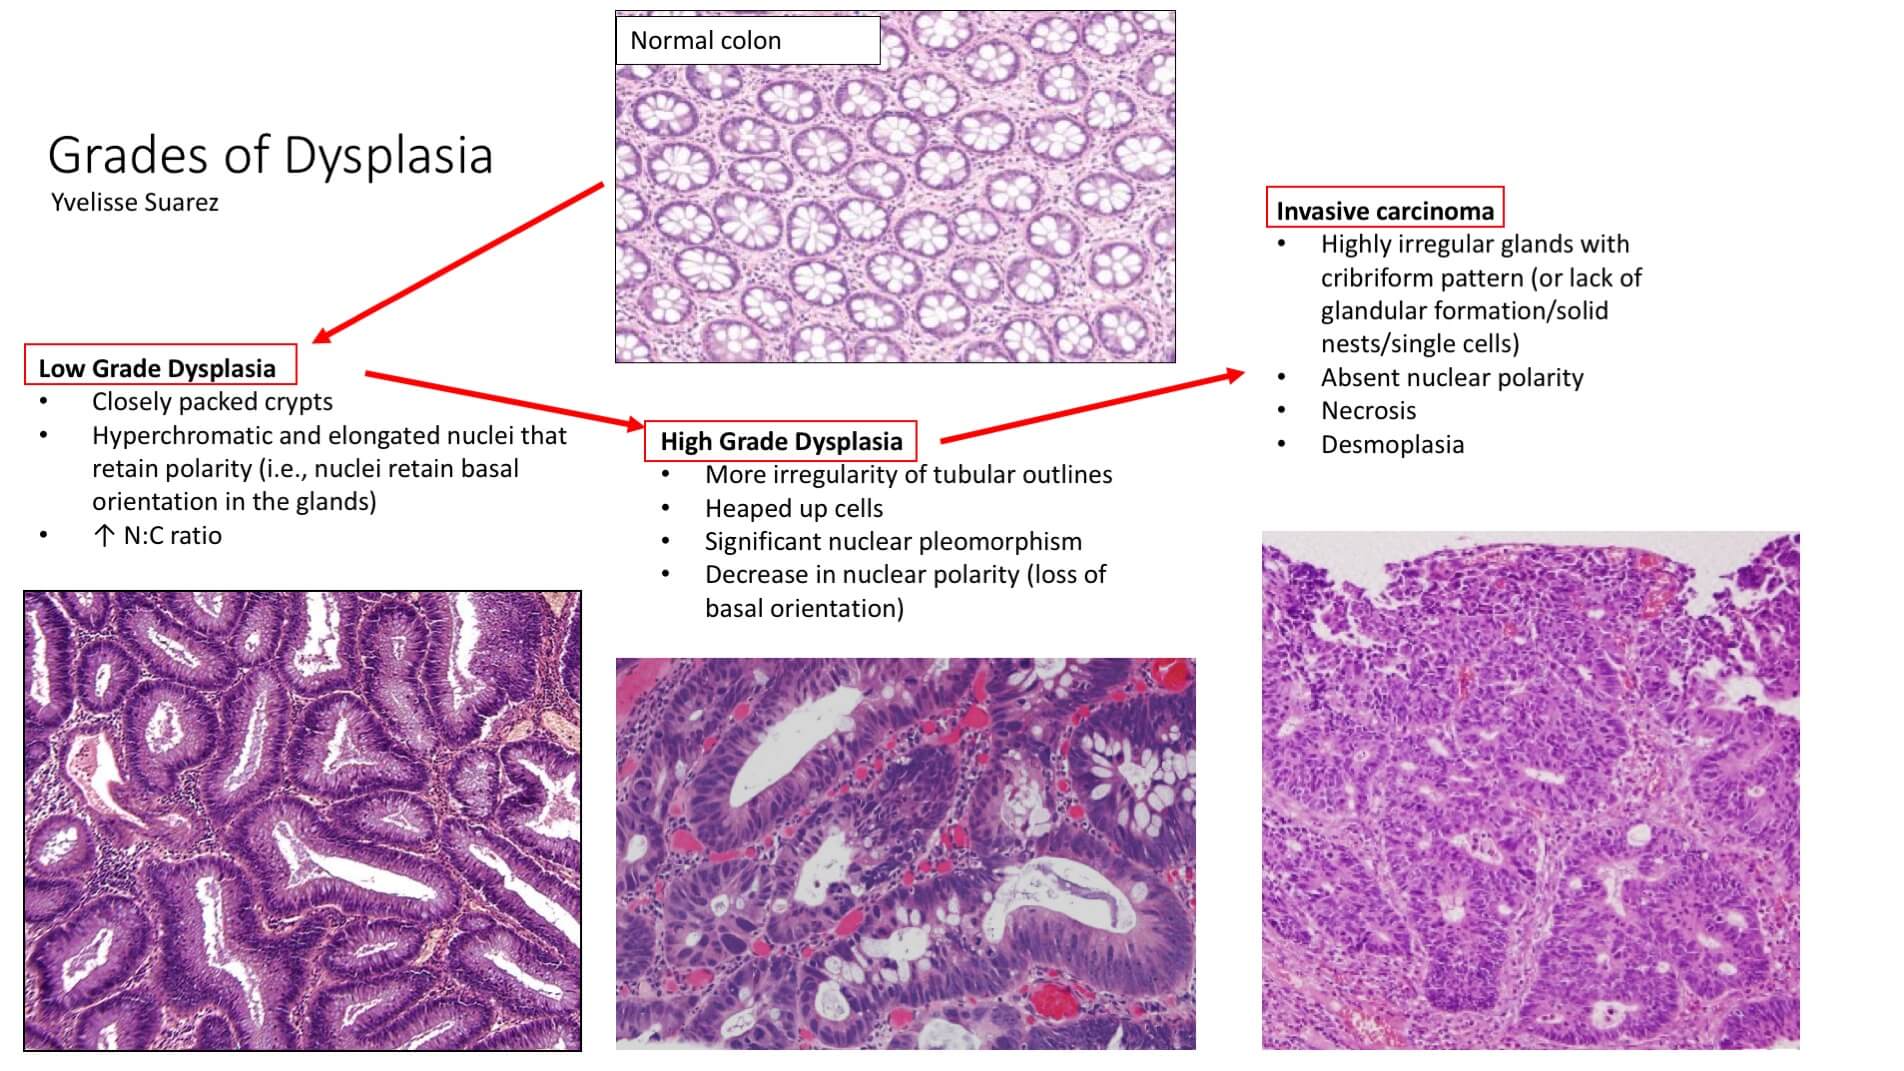 Normal colon
Grades of Dysplasia
Yvelisse Suarez
Low Grade Dysplasia
• Closely packed crypts
• Hyperchromatic and elongated nuclei that
retain polarity (i.e., nuclei retain basal
orientation in the glands)
• ↑ N:C ratio
High Grade Dysplasia
• More irregularity of tubular outlines
• Heaped up cells
• Significant nuclear pleomorphism
• Decrease in nuclear polarity (loss of
basal orientation)
Invasive carcinoma
• Highly irregular glands with
cribriform pattern (or lack of
glandular formation/solid
nests/single cells)
• Absent nuclear polarity
• Necrosis
• Desmoplasia